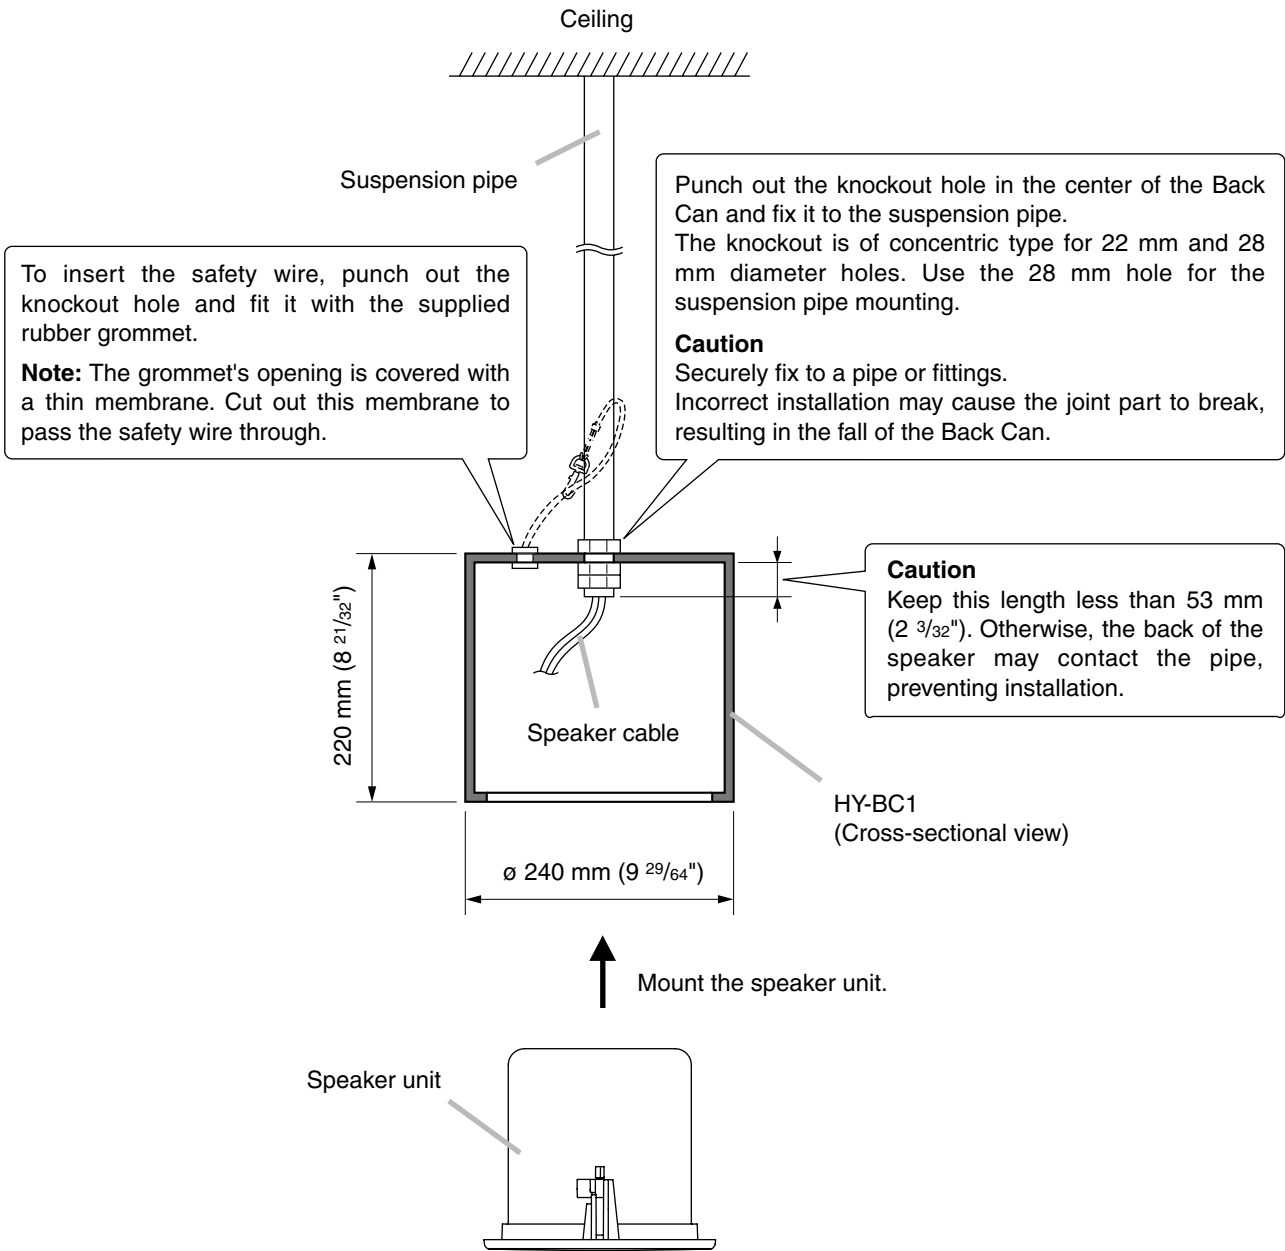 Ceiling
Suspension pipe
Punch out the knockout hole in the center of the Back
Can and fix it to the suspension pipe.
The knockout is of concentric type for 22 mm and 28
mm diameter holes. Use the 28 mm hole for the
suspension pipe mounting.
Caution
Securely fix to a pipe or fittings.
Incorrect installation may cause the joint part to break,
resulting in the fall of the Back Can.
To insert the safety wire, punch out the
knockout hole and fit it with the supplied
rubber grommet.
Note: The grommet's opening is covered with
a thin membrane. Cut out this membrane to
pass the safety wire through.
Caution
Keep this length less than 53 mm
(2 3/32"). Otherwise, the back of the
speaker may contact the pipe,
preventing installation.
220 mm (8 21/32")
Speaker cable
HY-BC1
(Cross-sectional view)
ø 240 mm (9 29/64")
Mount the speaker unit.
Speaker unit